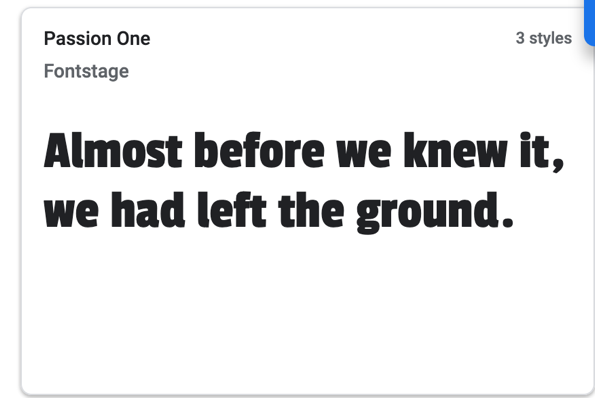 Passion One
3 styles
Fontstage
Almost before we knew it,
we had left the ground.